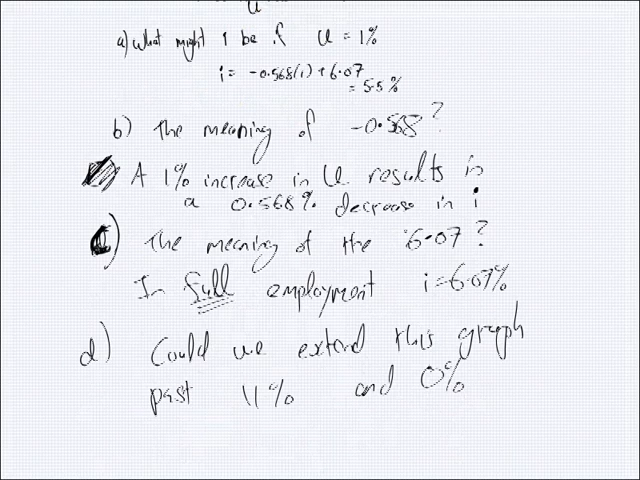 u
a) What might i be if u = 1%
i = -0.568(1) + 6.07
= 5.5%
b) The meaning of -0.568?
A 1% increase in U results in
a 0.568% decrease in i
c) The meaning of the 6.07?
In full employment i=6.07%
d) Could we extend this graph
past 11% and 0%